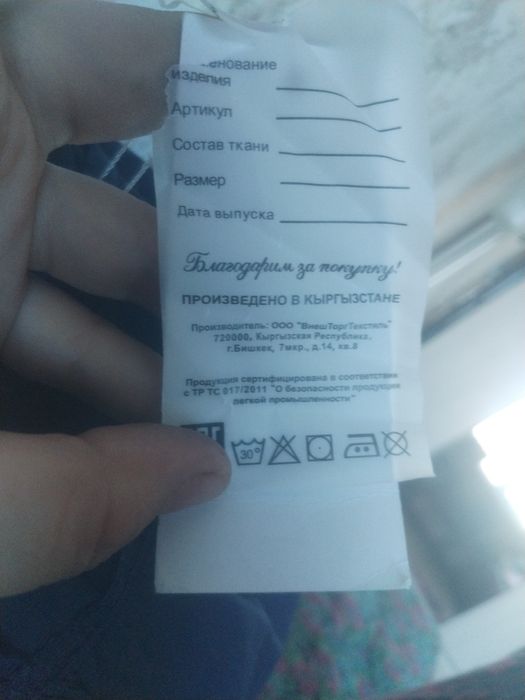 енование
изделия
Артикул
Состав ткани
Размер
Дата выпуска
Благодарим за покупку!
ПРОИЗВЕДЕНО В КЫРГЫЗСТАНЕ
Производитель: ООО "ВнешТоргТекстиль"
720000, Кыргызская Республика,
г.Бишкек, 7мкр., д.14, кв.8
Продукция сертифицирована в соответствии
с ТР ТС 017/2011 "О безопасности продукции
легкой промышленности"
30°